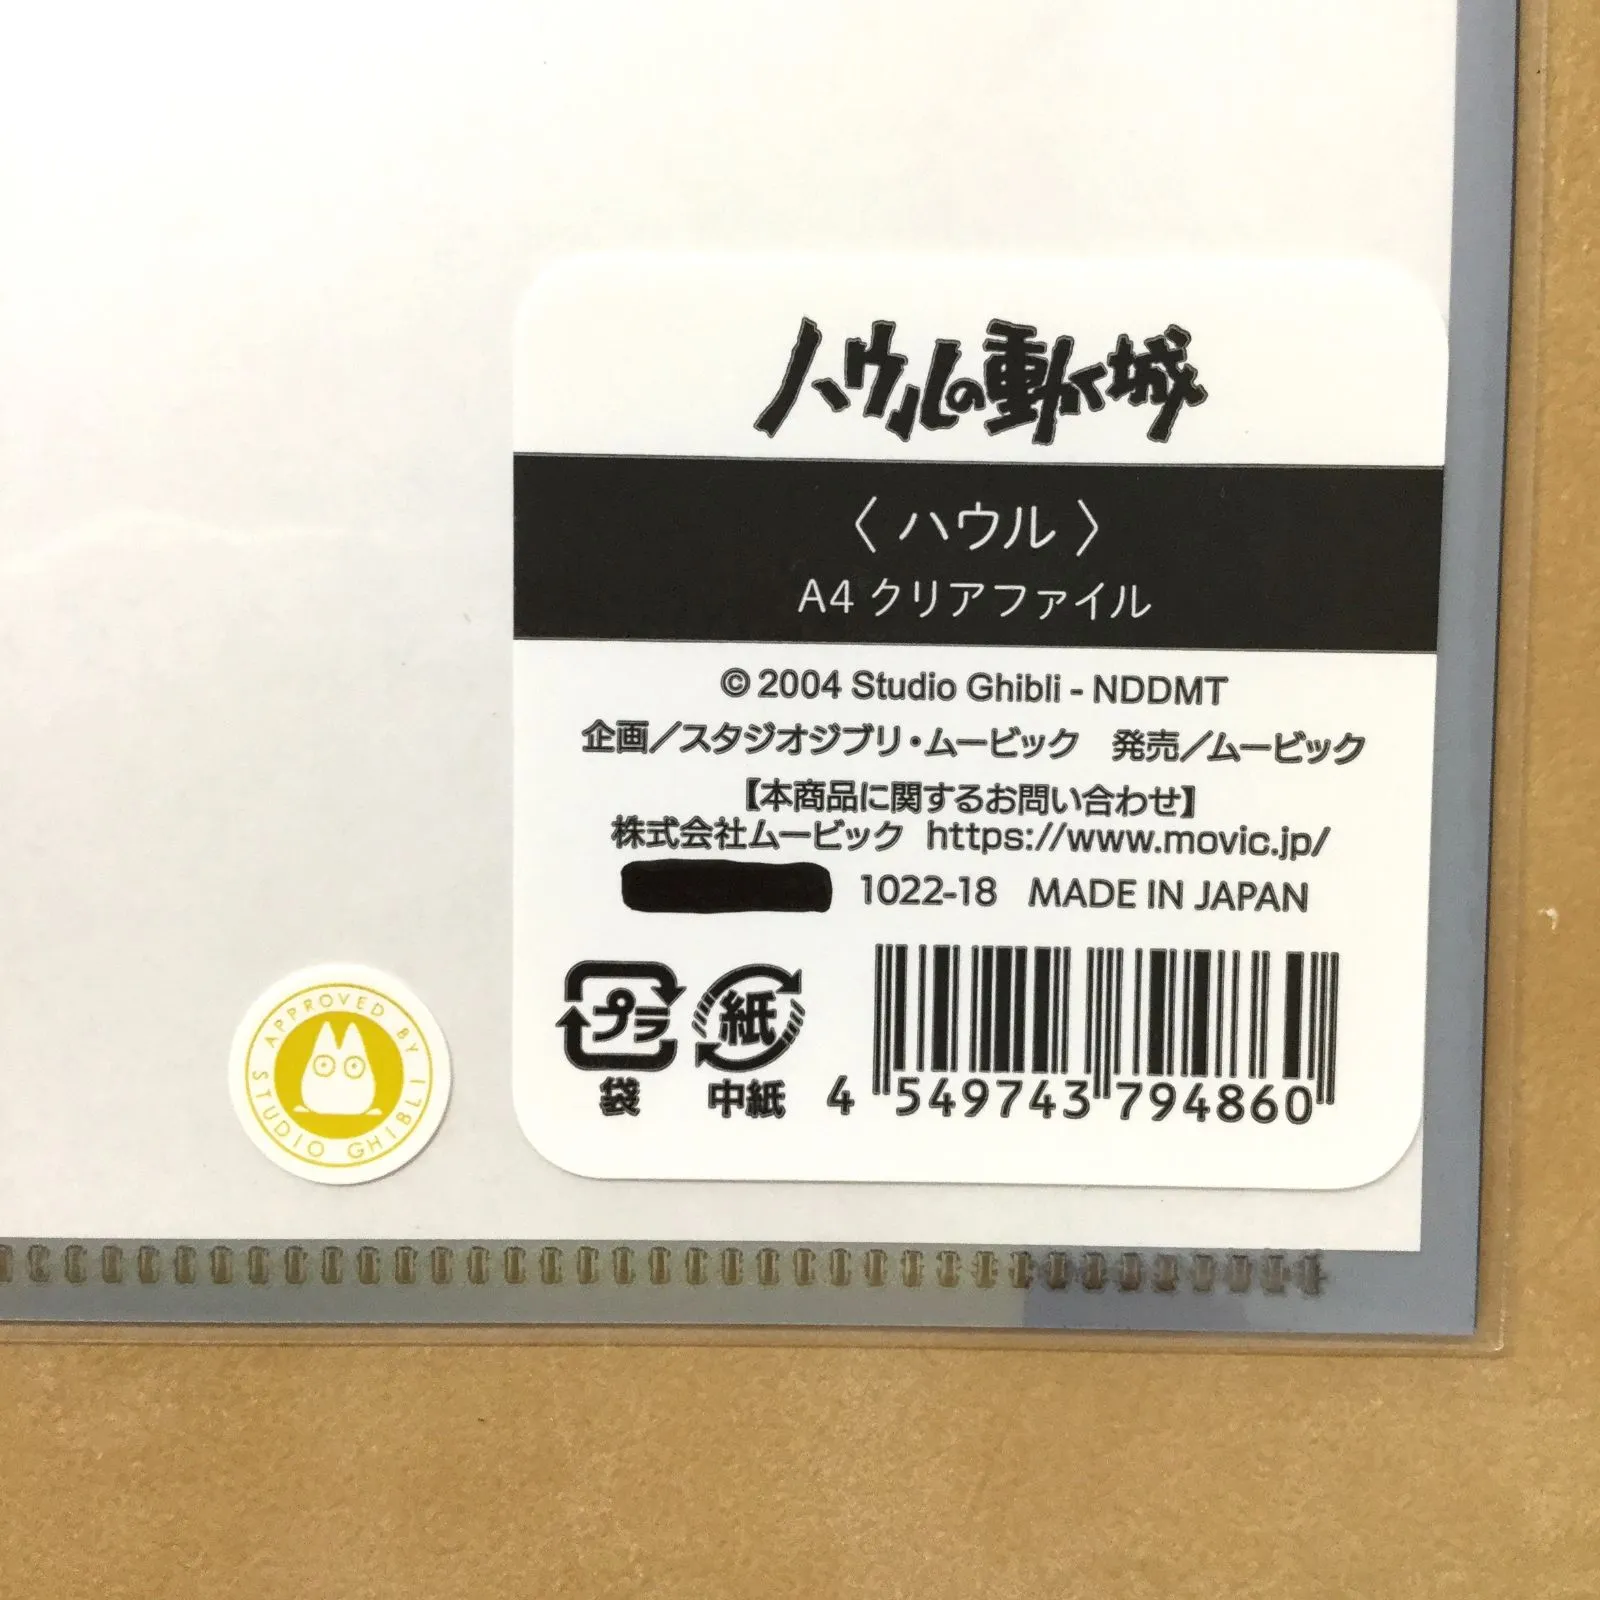 ハウルの動く城
〈 ハウル 〉
A4 クリアファイル
© 2004 Studio Ghibli - NDDMT
企画／スタジオジブリ・ムービック 発売／ムービック
【本商品に関するお問い合わせ】
株式会社ムービック https://www.movic.jp/
1022-18 MADE IN JAPAN
プラ 紙
袋 中紙
4 549743 794860
APPROVED BY
STUDIO GHIBLI